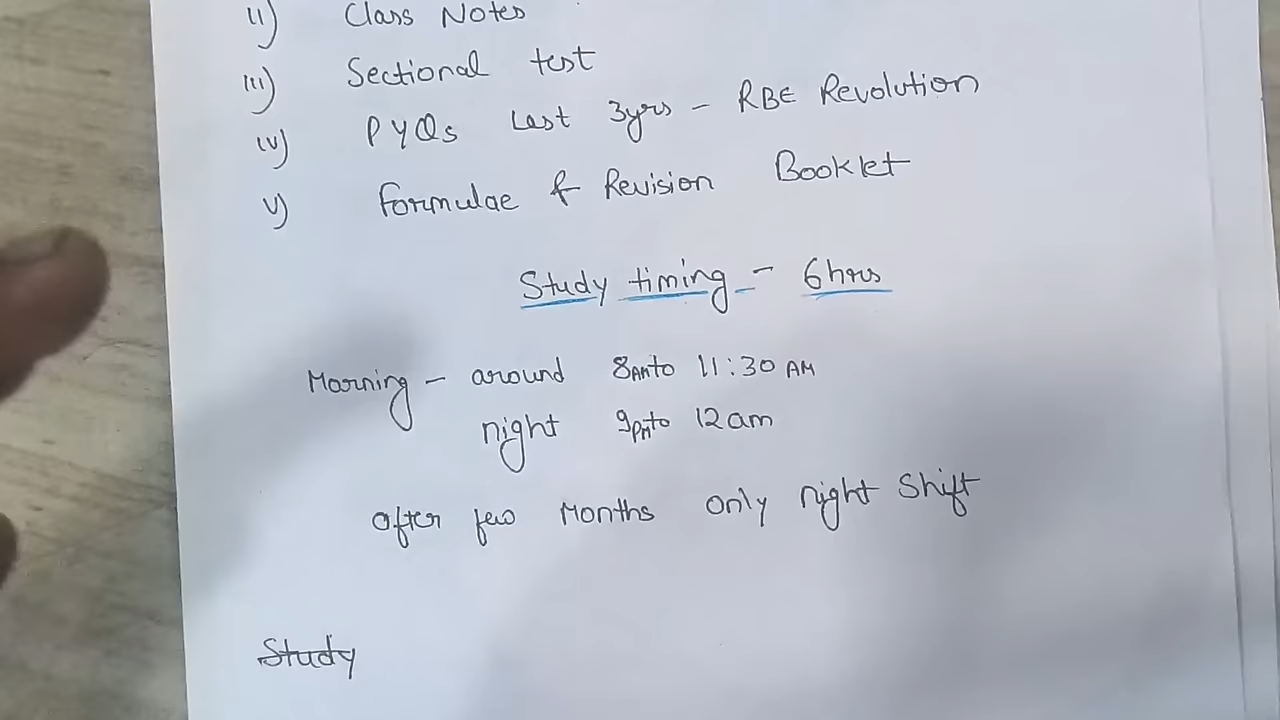 II) Class Notes
III) Sectional test
IV) PYQs Last 3yrs - RBE Revolution
V) Formulae & Revision Booklet
Study timing - 6hrs
Morning - around 8AM to 11:30 AM
night 9PM to 12am
after few Months only night Shift
Study